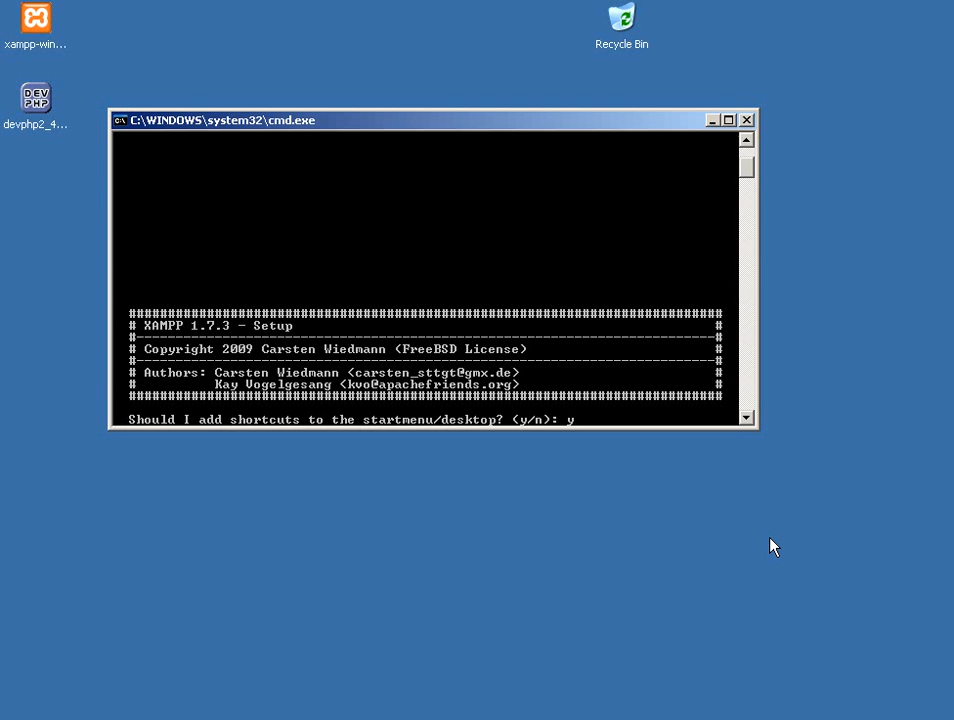 xampp-win...
Recycle Bin
DEV
PHP
devphp2_4...
C:\WINDOWS\system32\cmd.exe
############################################################################
# XAMPP 1.7.3 - Setup #
#--------------------------------------------------------------------------#
# Copyright 2009 Carsten Wiedmann (FreeBSD License) #
#--------------------------------------------------------------------------#
# Authors: Carsten Wiedmann <carsten_sttgt@gmx.de> #
# Kay Vogelgesang <kvo@apachefriends.org> #
############################################################################
Should I add shortcuts to the startmenu/desktop? (y/n): y